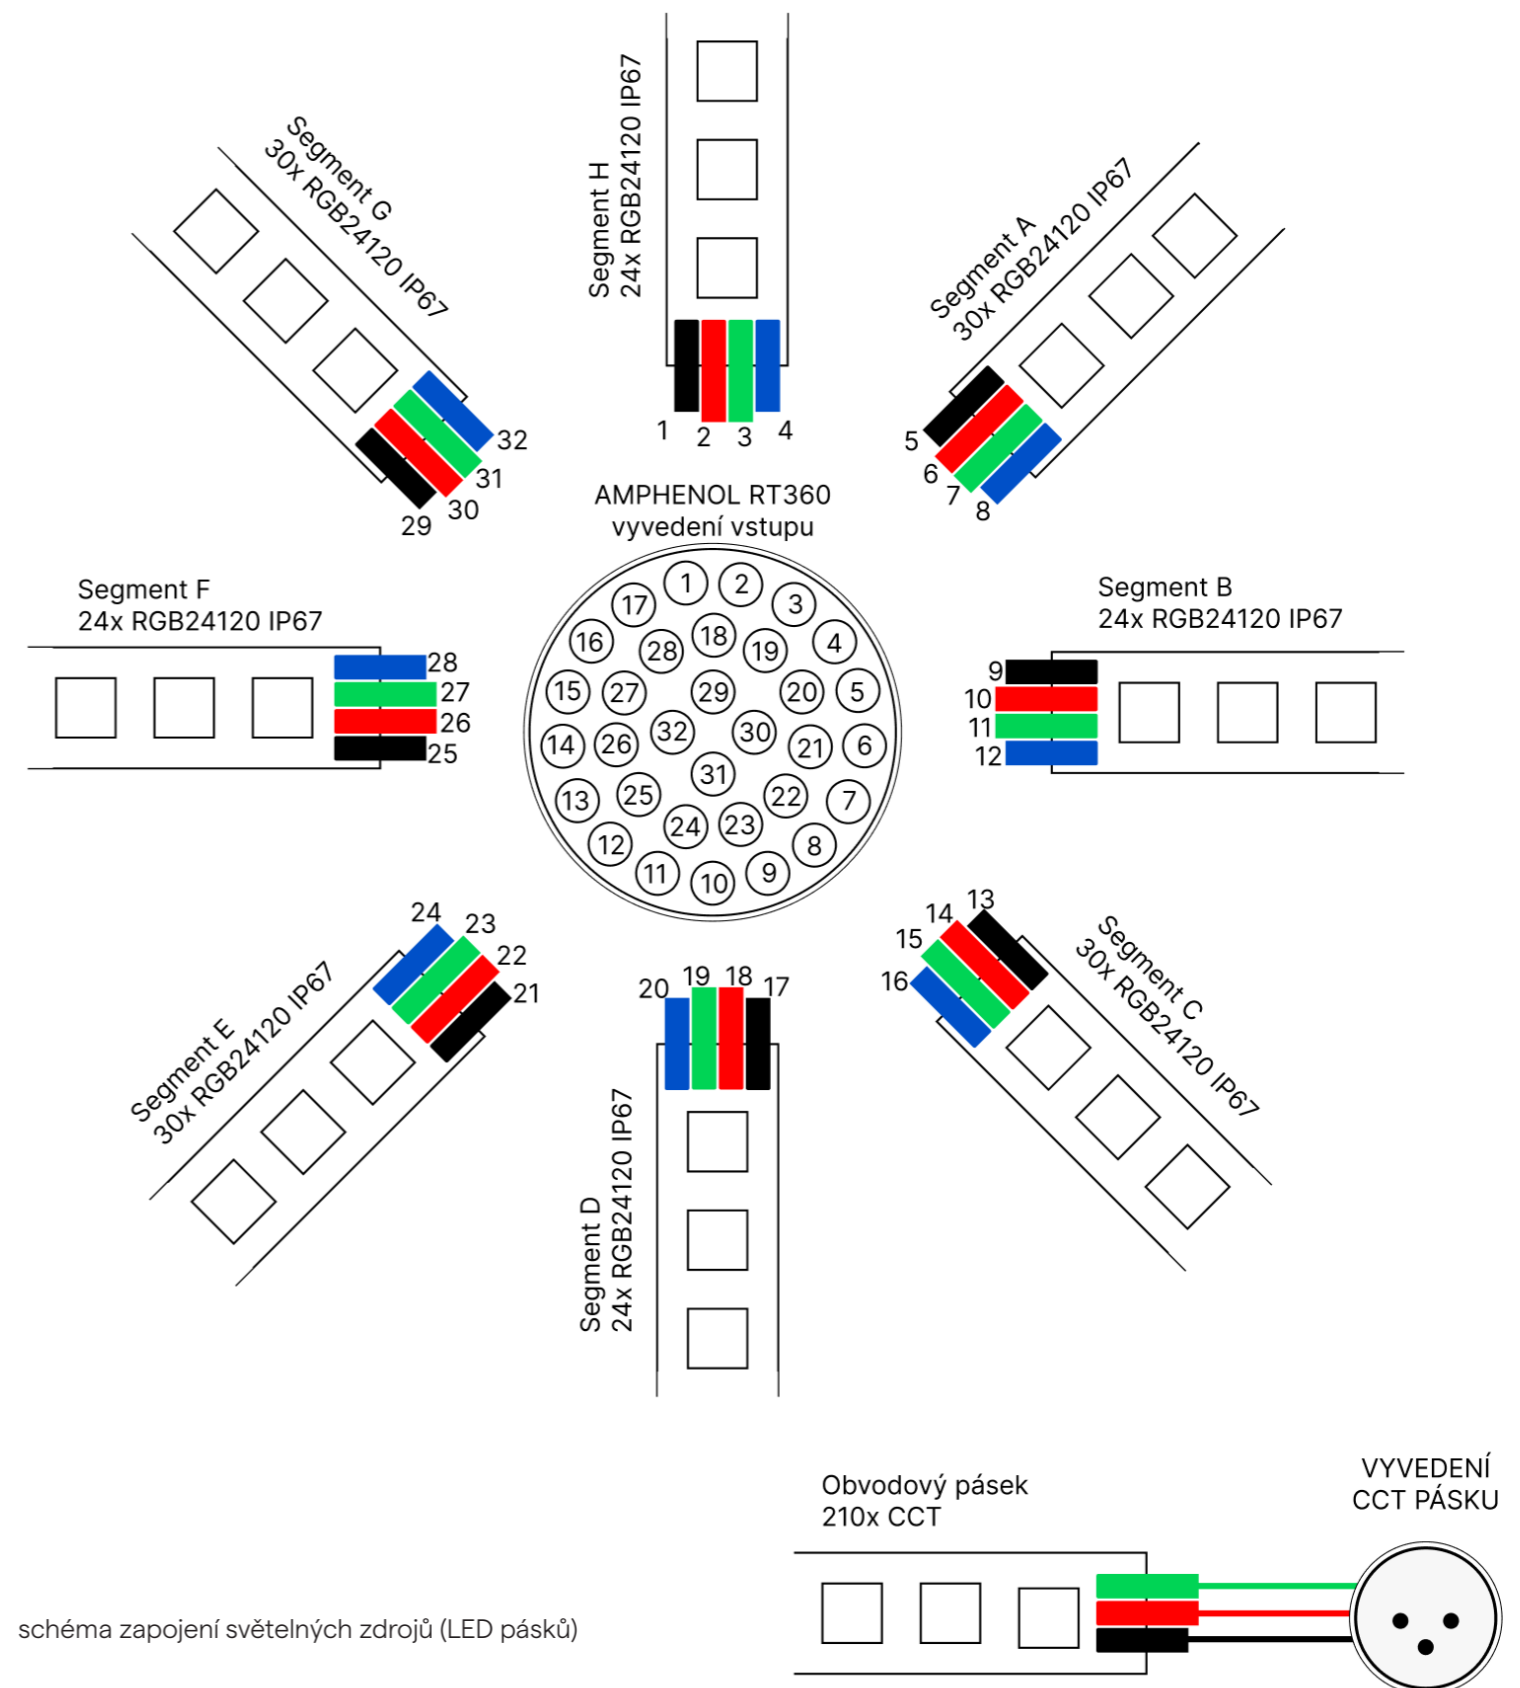 Segment H
24x RGB24120 IP67
1
2
3
4
Segment G
30x RGB24120 IP67
32
31
30
29
Segment A
30x RGB24120 IP67
5
6
7
8
AMPHENOL RT360
vyvedení vstupu
1
2
3
4
5
6
7
8
9
10
11
12
13
14
15
16
17
18
19
20
21
22
23
24
25
26
27
28
29
30
31
32
Segment F
24x RGB24120 IP67
28
27
26
25
Segment B
24x RGB24120 IP67
9
10
11
12
Segment E
30x RGB24120 IP67
24
23
22
21
20
19
18
17
Segment D
24x RGB24120 IP67
13
14
15
16
Segment C
30x RGB24120 IP67
Obvodový pásek
210x CCT
VYVEDENÍ
CCT PÁSKU
schéma zapojení světelných zdrojů (LED pásků)